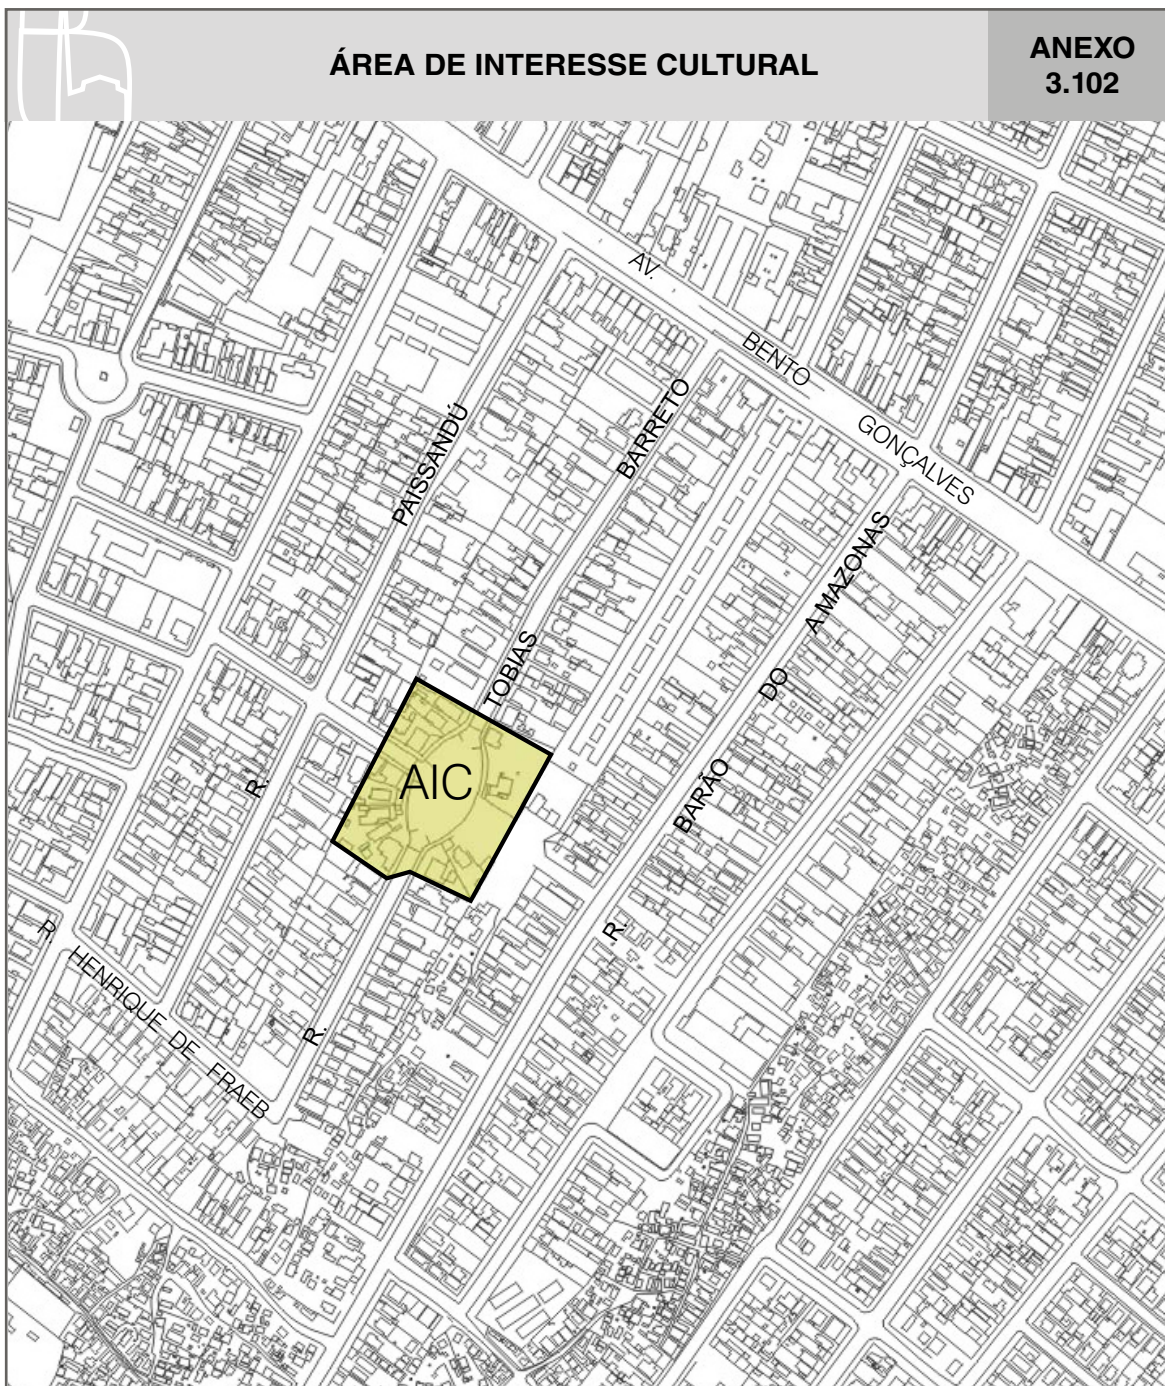 ÁREA DE INTERESSE CULTURAL
ANEXO
3.102
AV. BENTO GONÇALVES
R. PAISSANDÚ
R. TOBIAS BARRETO
R. BARÃO DO AMAZONAS
AIC
R. HENRIQUE DE FRAEB